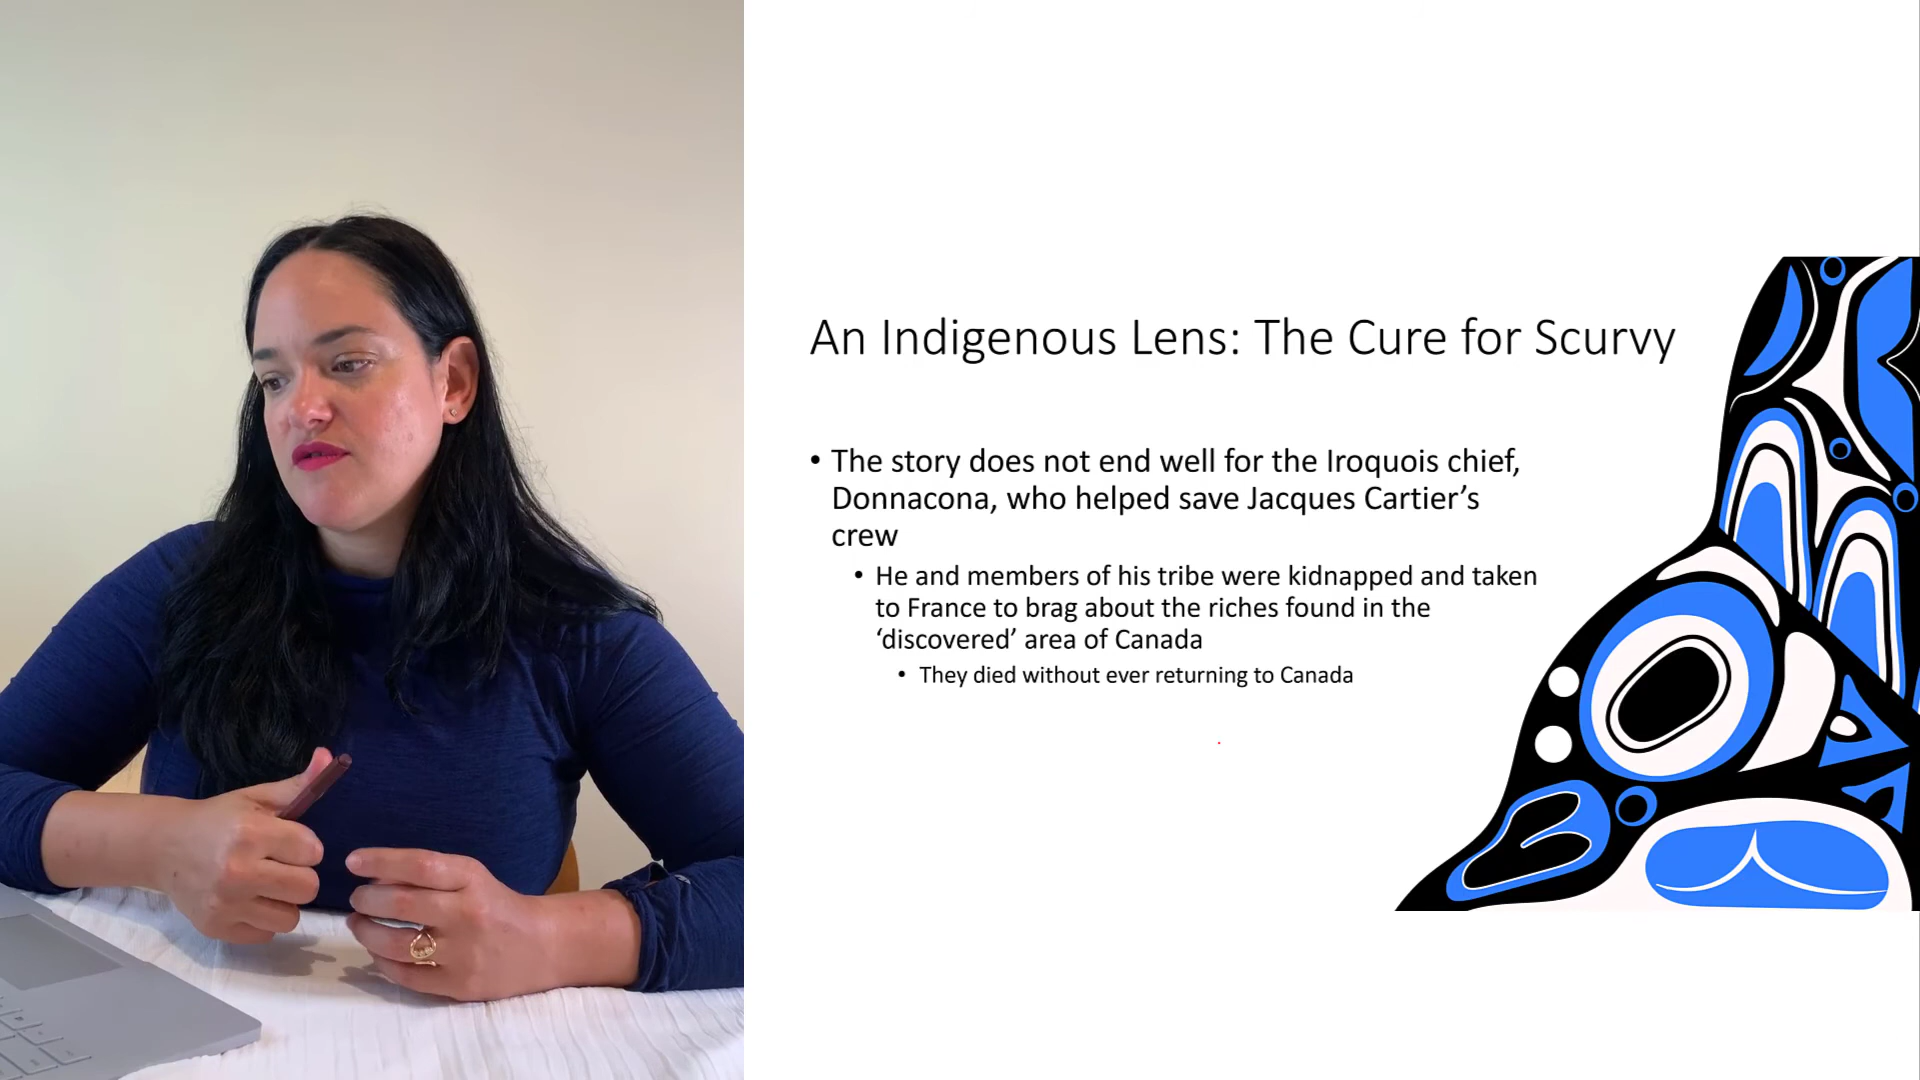 An Indigenous Lens: The Cure for Scurvy
• The story does not end well for the Iroquois chief,
Donnacona, who helped save Jacques Cartier’s
crew
• He and members of his tribe were kidnapped and taken
to France to brag about the riches found in the
‘discovered’ area of Canada
• They died without ever returning to Canada